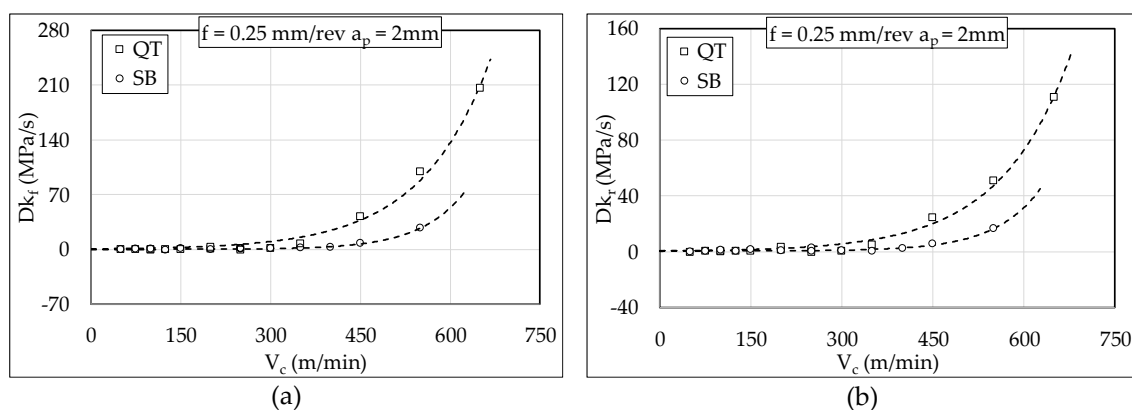 f = 0.25 mm/rev aₚ = 2mm
QT
SB
Dk_f (MPa/s)
280
210
140
70
0
-70
0 150 300 450 600 750
V_c (m/min)
(a)
f = 0.25 mm/rev aₚ = 2mm
QT
SB
Dk_r (MPa/s)
160
120
80
40
0
-40
0 150 300 450 600 750
V_c (m/min)
(b)